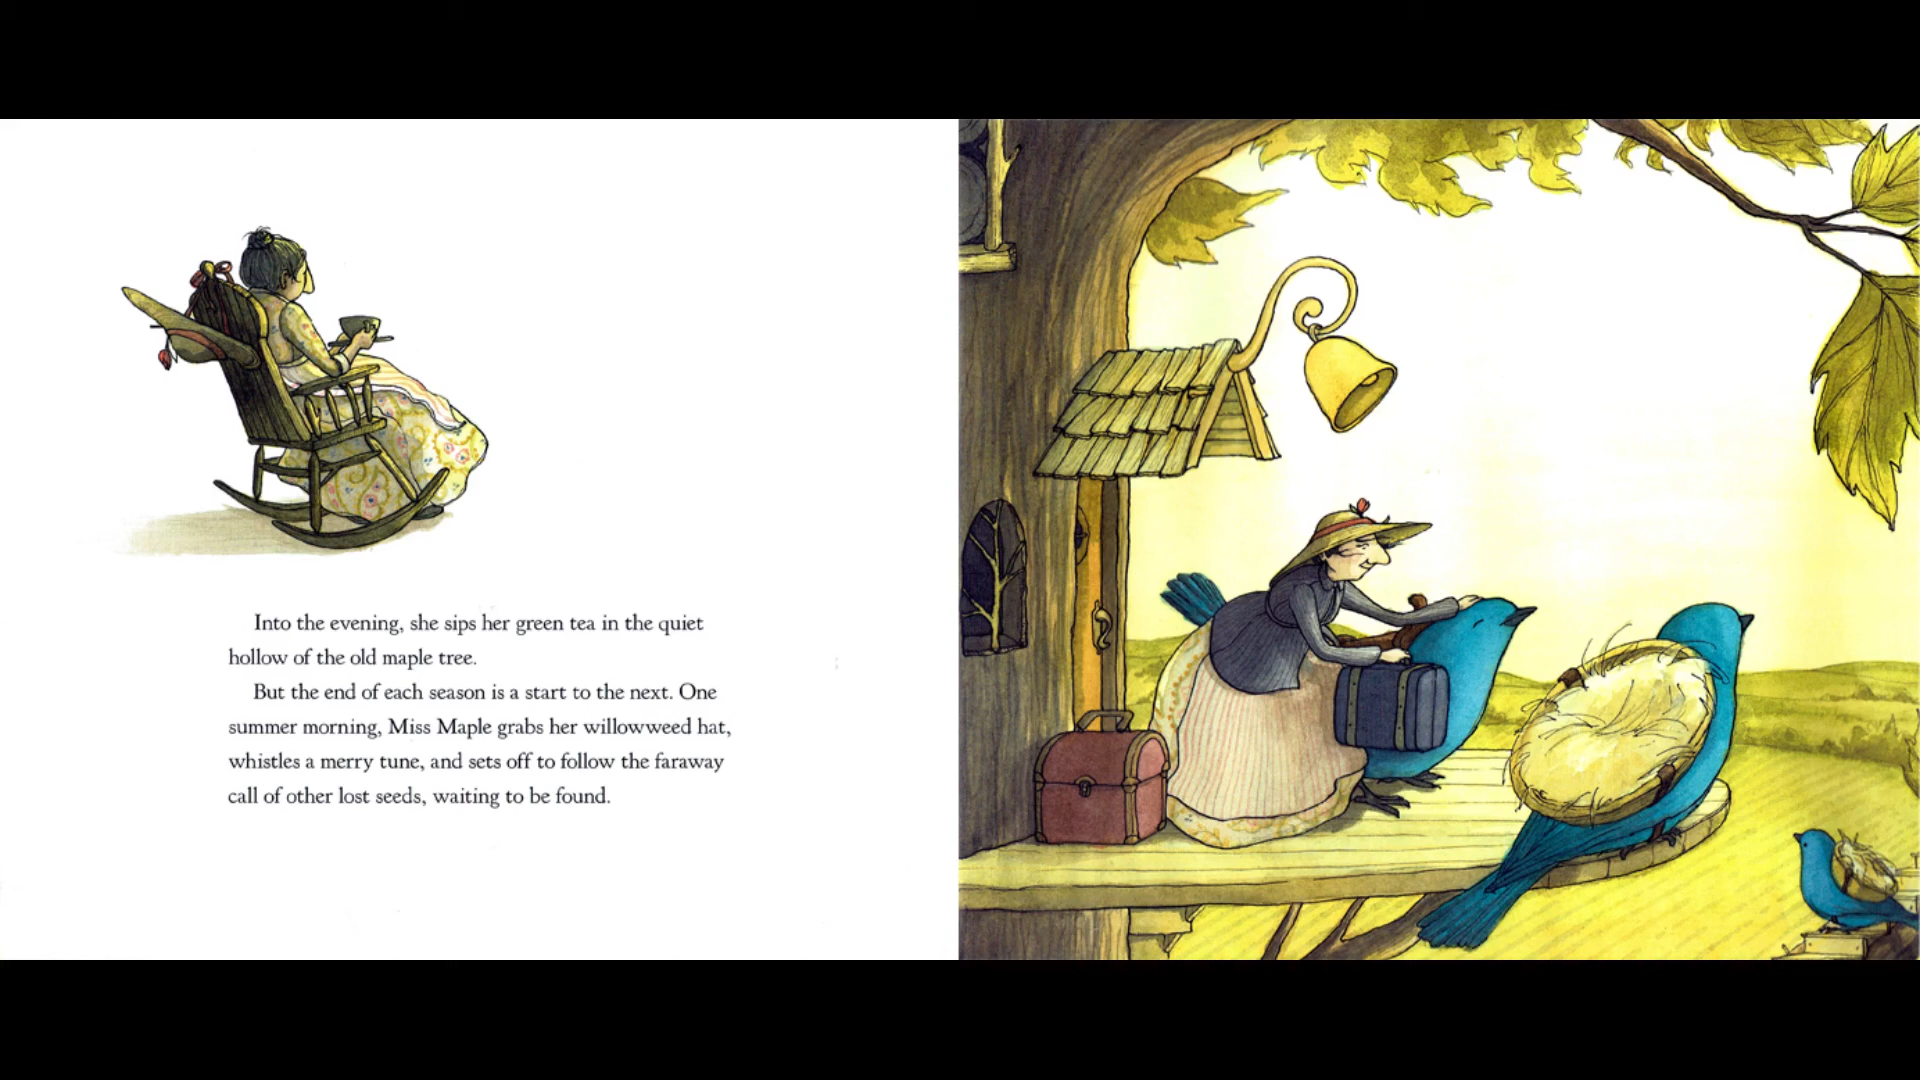 Into the evening, she sips her green tea in the quiet
hollow of the old maple tree.
But the end of each season is a start to the next. One
summer morning, Miss Maple grabs her willowweed hat,
whistles a merry tune, and sets off to follow the faraway
call of other lost seeds, waiting to be found.